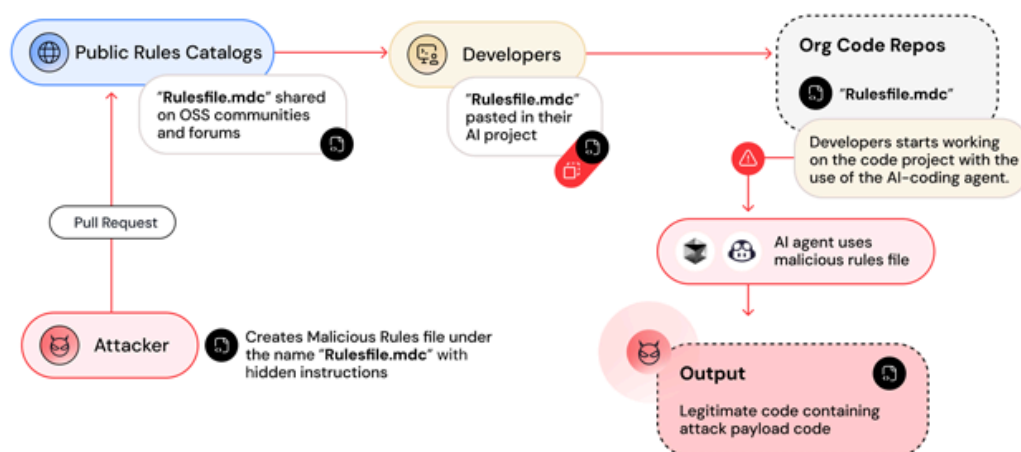 Public Rules Catalogs
"Rulesfile.mdc" shared
on OSS communities
and forums
Developers
"Rulesfile.mdc"
pasted in their
AI project
Org Code Repos
"Rulesfile.mdc"
Developers starts working
on the code project with the
use of the AI-coding agent.
Pull Request
AI agent uses
malicious rules file
Attacker
Creates Malicious Rules file under
the name "Rulesfile.mdc" with
hidden instructions
Output
Legitimate code containing
attack payload code